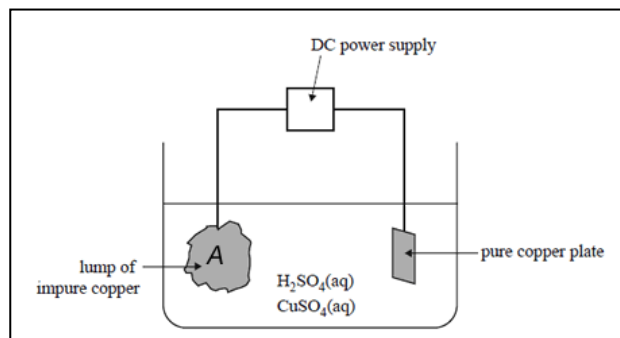 DC power supply
A
lump of
impure copper
pure copper plate
H₂SO₄(aq)
CuSO₄(aq)